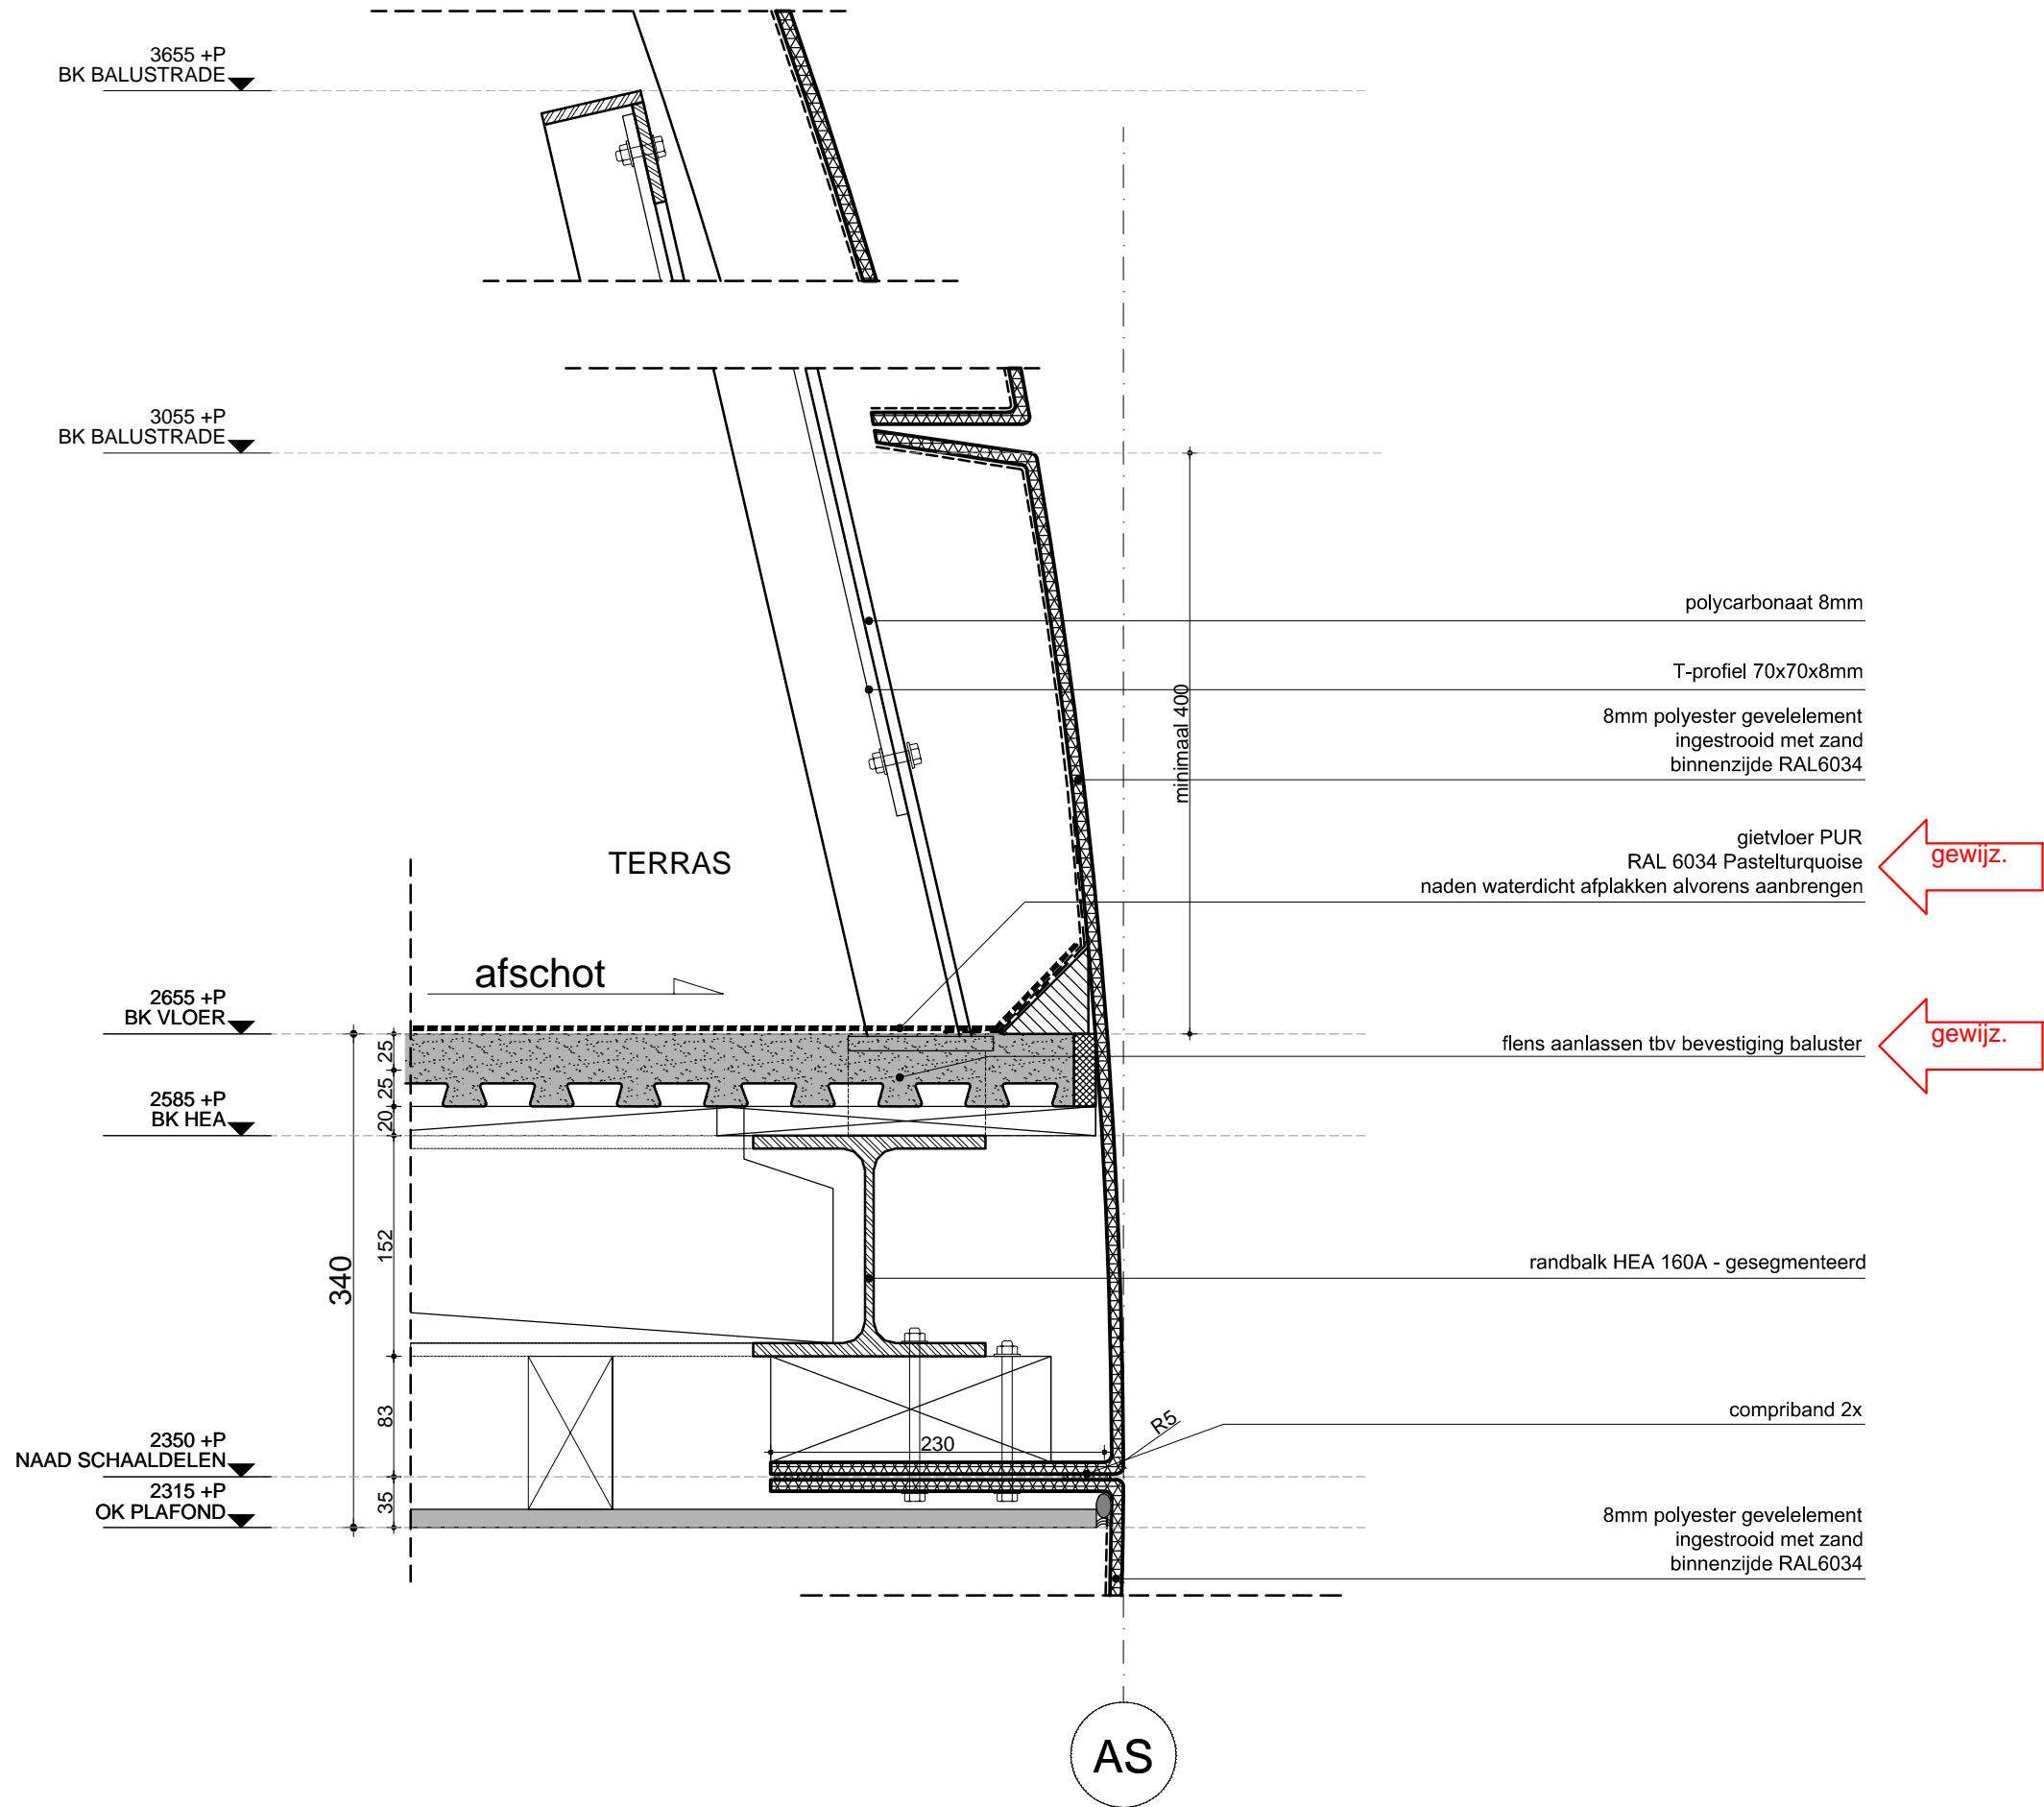 3655 +P
BK BALUSTRADE
3055 +P
BK BALUSTRADE
polycarbonaat 8mm
T-profiel 70x70x8mm
8mm polyester gevelelement
ingestrooid met zand
binnenzijde RAL6034
minimaal 400
gietvloer PUR
RAL 6034 Pastelturquoise
naden waterdicht afplakken alvorens aanbrengen
gewijz.
TERRAS
afschot
2655 +P
BK VLOER
flens aanlassen tbv bevestiging baluster
gewijz.
25
25
20
2585 +P
BK HEA
152
340
randbalk HEA 160A - gesegmenteerd
83
230
R5
compriband 2x
2350 +P
NAAD SCHAALDELEN
2315 +P
OK PLAFOND
35
8mm polyester gevelelement
ingestrooid met zand
binnenzijde RAL6034
AS